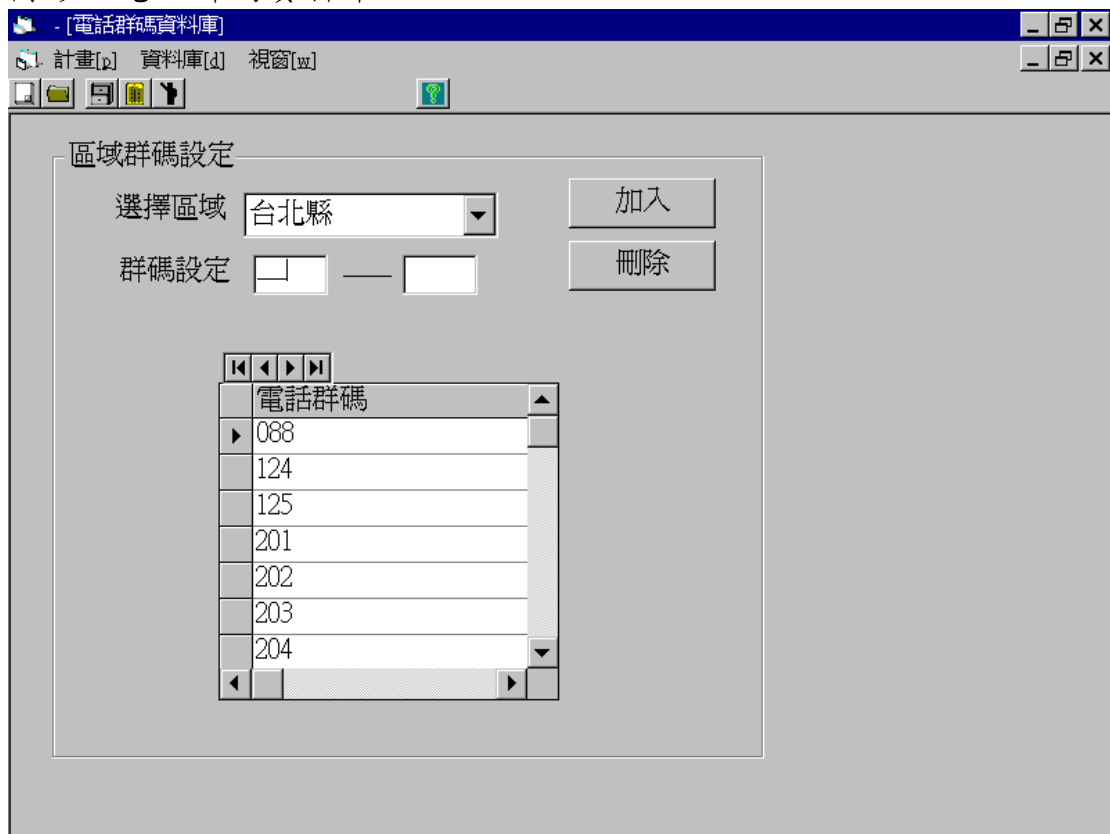 - [電話群碼資料庫]
計畫[p] 資料庫[d] 視窗[w]
區域群碼設定
選擇區域 台北縣
加入
群碼設定
刪除
電話群碼
088
124
125
201
202
203
204